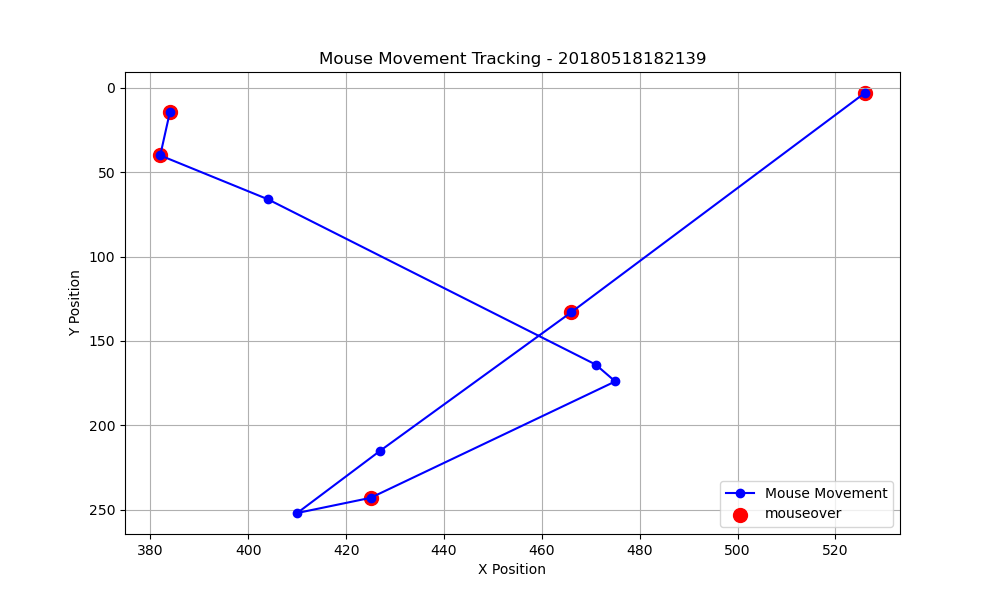 Mouse Movement Tracking - 20180518182139
0
50
100
150
200
250
Y Position
380 400 420 440 460 480 500 520
X Position
Mouse Movement
mouseover